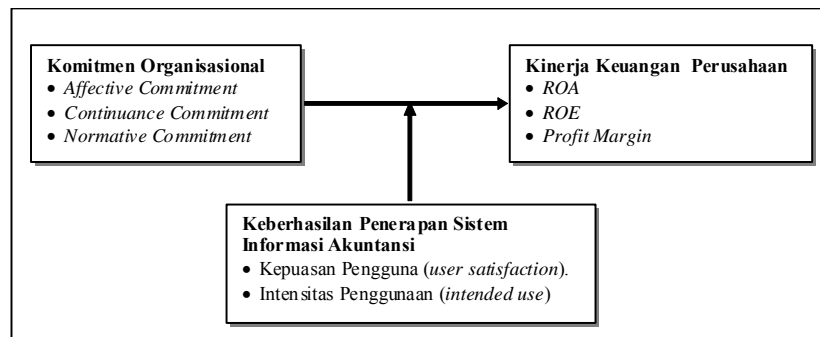 Komitmen Organisasional
• Affective Commitment
• Continuance Commitment
• Normative Commitment
Kinerja Keuangan Perusahaan
• ROA
• ROE
• Profit Margin
Keberhasilan Penerapan Sistem
Informasi Akuntansi
• Kepuasan Pengguna (user satisfaction).
• Intensitas Penggunaan (intended use)